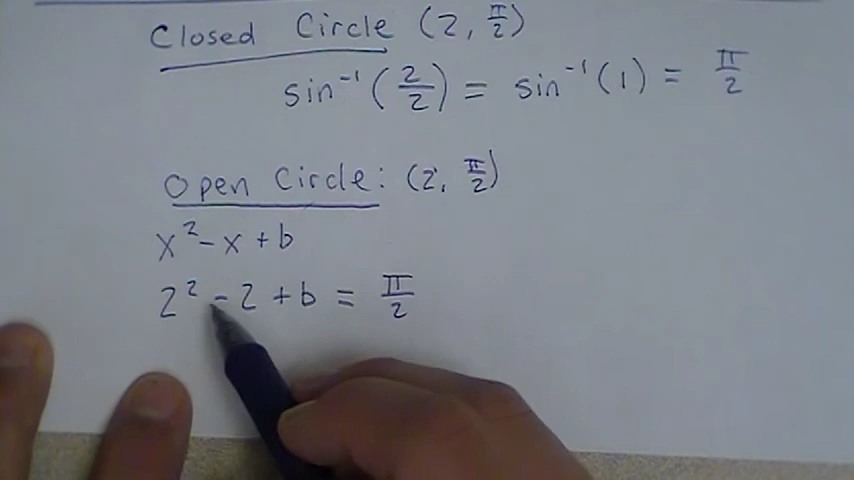 Closed Circle (2, π/2)
sin⁻¹(2/2) = sin⁻¹(1) = π/2
Open Circle: (2, π/2)
x² - x + b
2² - 2 + b = π/2